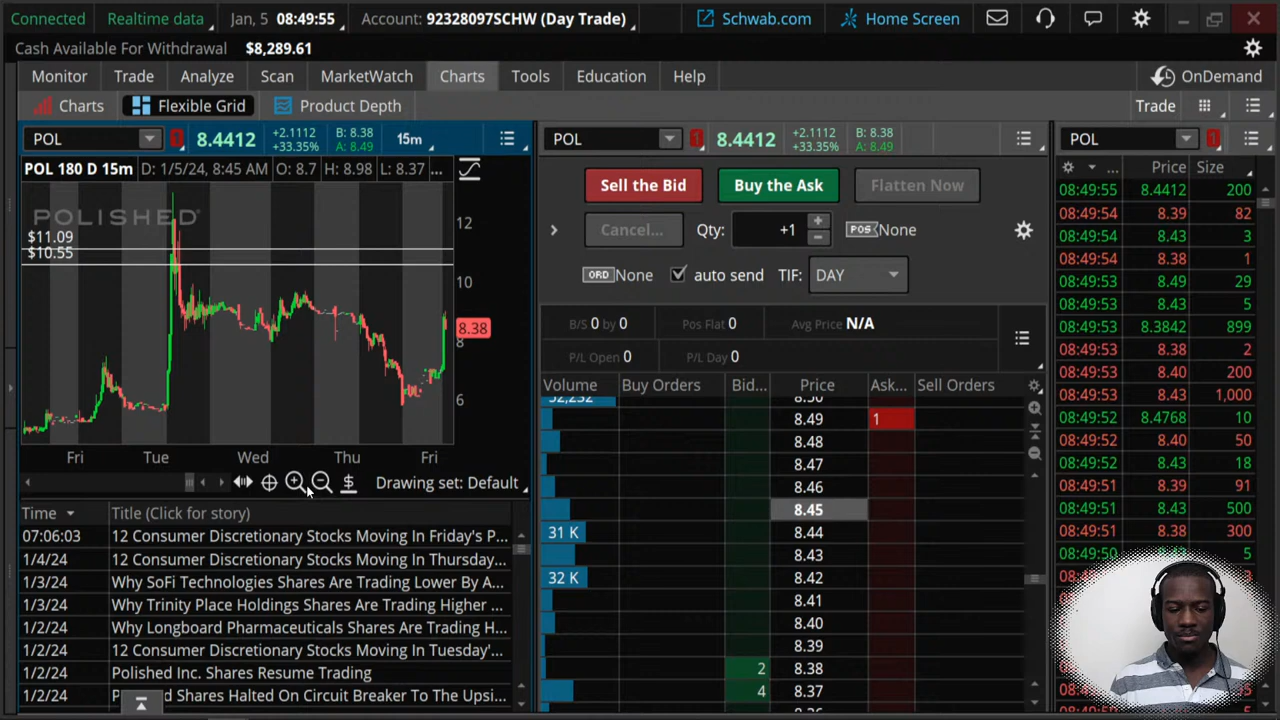 Connected Realtime data Jan, 5 08:49:55 Account: 92328097SCHW (Day Trade) Schwab.com Home Screen
Cash Available For Withdrawal $8,289.61
Monitor Trade Analyze Scan MarketWatch Charts Tools Education Help OnDemand
Charts Flexible Grid Product Depth Trade
POL 1 8.4412 +2.1112 +33.35% B: 8.38 A: 8.49 15m
POL 180 D 15m D: 1/5/24, 8:45 AM O: 8.7 H: 8.98 L: 8.37 ...
POLISHED
$11.09
$10.55
12
10
8.38
8
6
Fri Tue Wed Thu Fri
Drawing set: Default
Time Title (Click for story)
07:06:03 12 Consumer Discretionary Stocks Moving In Friday's P...
1/4/24 12 Consumer Discretionary Stocks Moving In Thursday...
1/3/24 Why SoFi Technologies Shares Are Trading Lower By A...
1/3/24 Why Trinity Place Holdings Shares Are Trading Higher ...
1/2/24 Why Longboard Pharmaceuticals Shares Are Trading H...
1/2/24 12 Consumer Discretionary Stocks Moving In Tuesday'...
1/2/24 Polished Inc. Shares Resume Trading
1/2/24 Shares Halted On Circuit Breaker To The Upsi...
POL 1 8.4412 +2.1112 +33.35% B: 8.38 A: 8.49
Sell the Bid Buy the Ask Flatten Now
Cancel... Qty: +1 POS None
ORD None auto send TIF: DAY
B/S 0 by 0 Pos Flat 0 Avg Price N/A
P/L Open 0 P/L Day 0
Volume Buy Orders Bid... Price Ask... Sell Orders
52,232 8.50
8.49 1
8.48
8.47
8.46
8.45
31 K 8.44
8.43
32 K 8.42
8.41
8.40
8.39
2 8.38
4 8.37
POL 1
... Price Size
08:49:55 8.4412 200
08:49:54 8.39 82
08:49:54 8.43 3
08:49:54 8.38 1
08:49:53 8.49 29
08:49:53 8.43 5
08:49:53 8.3842 899
08:49:53 8.38 2
08:49:53 8.40 200
08:49:53 8.43 1,000
08:49:52 8.4768 10
08:49:52 8.40 50
08:49:52 8.43 18
08:49:51 8.39 91
08:49:51 8.43 500
08:49:51 8.38 300
08:49:50 8.43 5